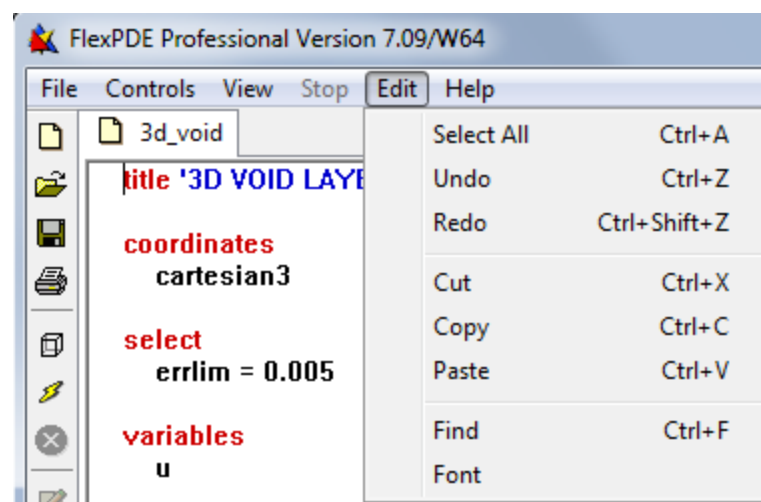 FlexPDE Professional Version 7.09/W64
File Controls View Stop Edit Help
3d_void
title '3D VOID LAYE
coordinates
cartesian3
select
errlim = 0.005
variables
u
Select All Ctrl+A
Undo Ctrl+Z
Redo Ctrl+Shift+Z
Cut Ctrl+X
Copy Ctrl+C
Paste Ctrl+V
Find Ctrl+F
Font